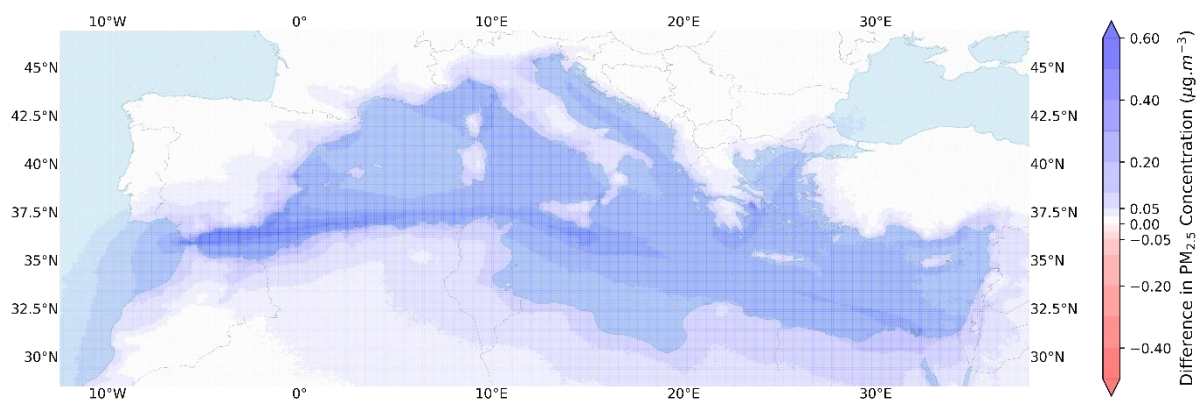 10°W 0° 10°E 20°E 30°E
45°N 45°N
42.5°N 42.5°N
40°N 40°N
37.5°N 37.5°N
35°N 35°N
32.5°N 32.5°N
30°N 30°N
10°W 0° 10°E 20°E 30°E
0.60
0.40
0.20
0.05
0.00
−0.05
−0.20
−0.40
Difference in PM2.5 Concentration (μg.m−3)